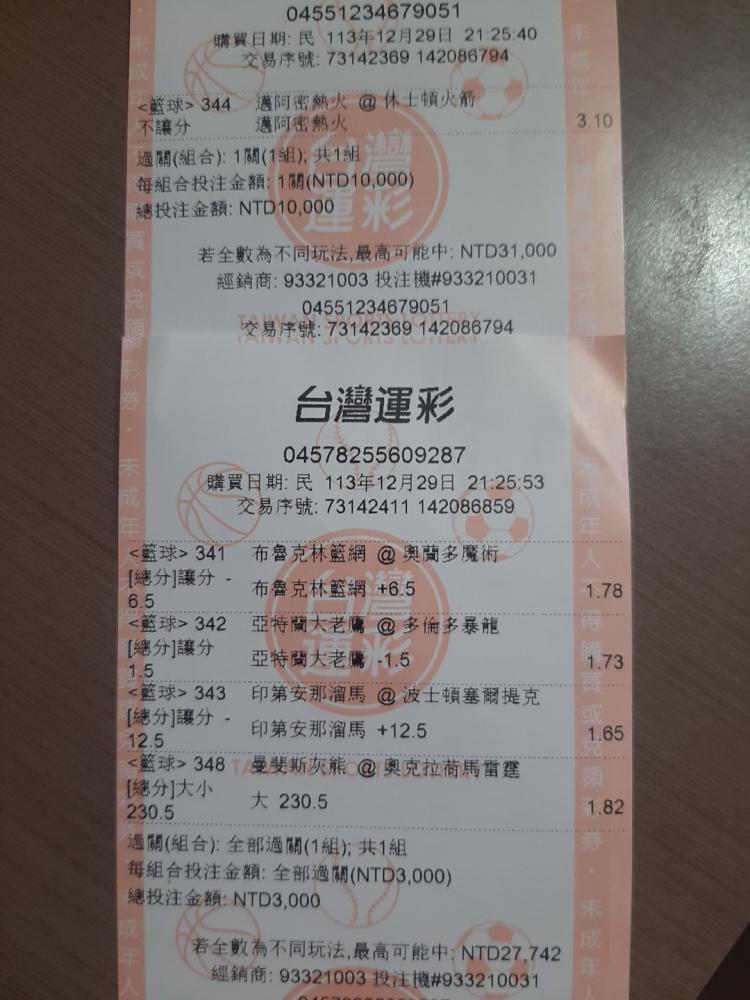 04551234679051
購買日期: 民 113年12月29日 21:25:40
交易序號: 73142369 142086794
<籃球> 344 邁阿密熱火 @ 休士頓火箭
不讓分 邁阿密熱火 3.10
過關(組合): 1關(1組); 共1組
每組合投注金額: 1關(NTD10,000)
總投注金額: NTD10,000
若全數為不同玩法,最高可能中: NTD31,000
經銷商: 93321003 投注機#933210031
04551234679051
TAIWAN SPORTS LOTTERY
交易序號: 73142369 142086794
台灣運彩
04578255609287
購買日期: 民 113年12月29日 21:25:53
交易序號: 73142411 142086859
<籃球> 341 布魯克林籃網 @ 奧蘭多魔術
[總分]讓分 -
6.5 布魯克林籃網 +6.5 1.78
<籃球> 342 亞特蘭大老鷹 @ 多倫多暴龍
[總分]讓分
1.5 亞特蘭大老鷹 -1.5 1.73
<籃球> 343 印第安那溜馬 @ 波士頓塞爾提克
[總分]讓分 -
12.5 印第安那溜馬 +12.5 1.65
<籃球> 348 曼斐斯灰熊 @ 奧克拉荷馬雷霆
[總分]大小
230.5 大 230.5 1.82
過關(組合): 全部過關(1組); 共1組
每組合投注金額: 全部過關(NTD3,000)
總投注金額: NTD3,000
若全數為不同玩法,最高可能中: NTD27,742
經銷商: 93321003 投注機#933210031